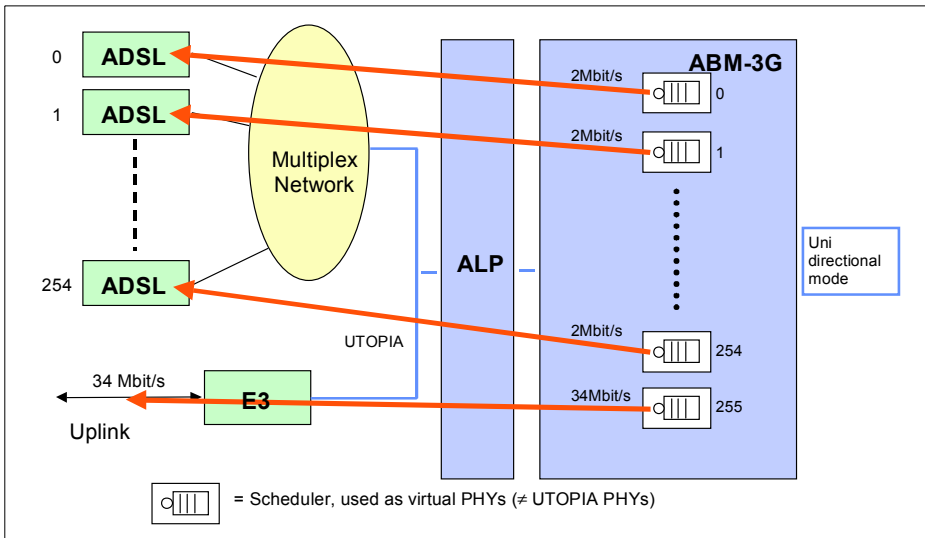 0
ADSL
1
ADSL
254
ADSL
Multiplex
Network
UTOPIA
34 Mbit/s
E3
Uplink
ALP
ABM-3G
2Mbit/s
0
2Mbit/s
1
2Mbit/s
254
34Mbit/s
255
Uni
directional
mode
= Scheduler, used as virtual PHYs (≠ UTOPIA PHYs)